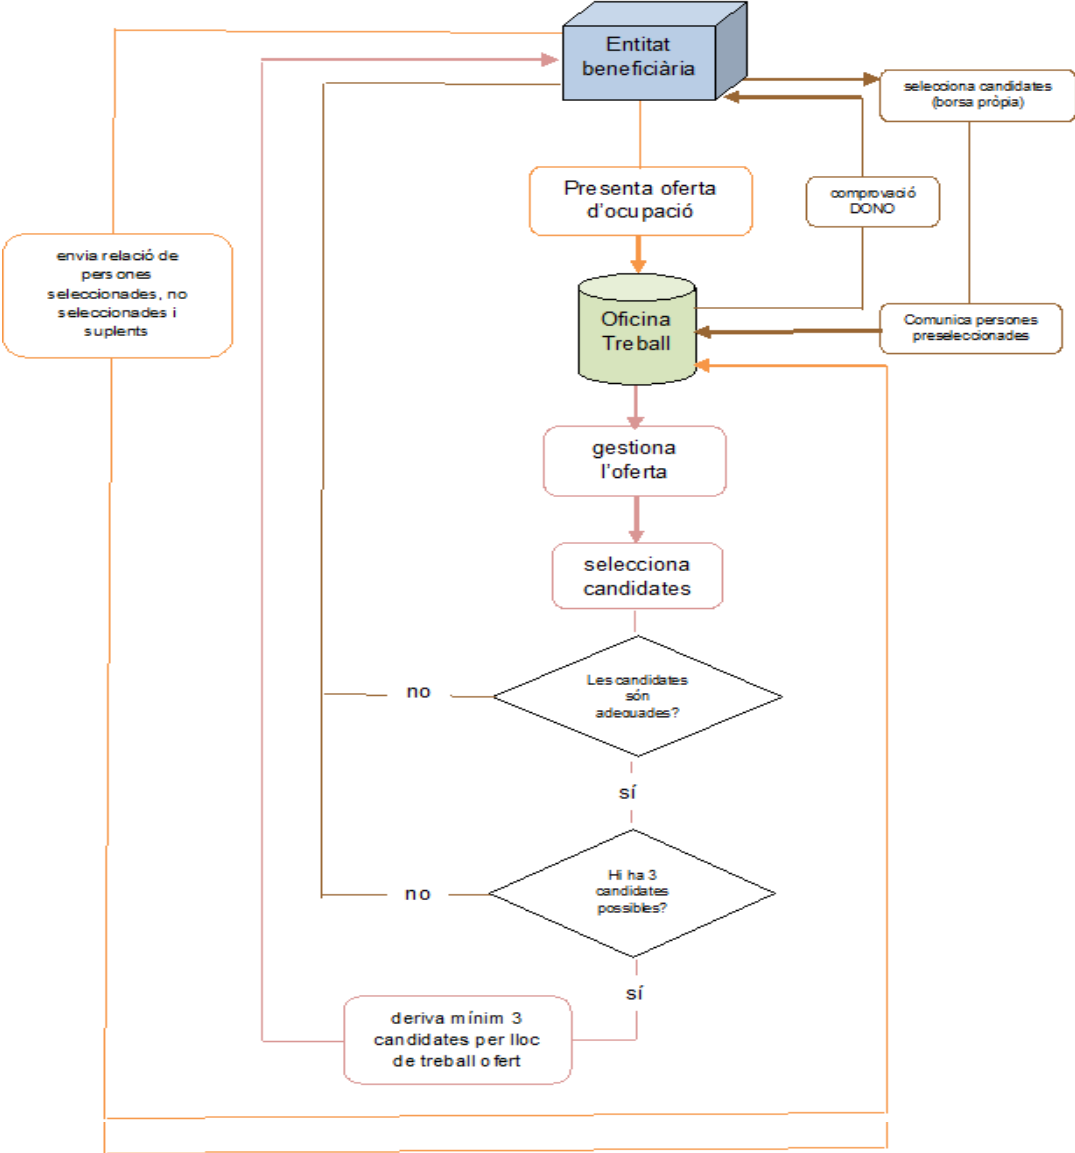 Entitat
beneficiària
selecciona candidates
(borsa pròpia)
Presenta oferta
d'ocupació
comprovació
DONO
envia relació de
persones
seleccionades, no
seleccionades i
suplents
Oficina
Treball
Comunica persones
preseleccionades
gestiona
l'oferta
selecciona
candidates
Les candidates
són
adequades?
no
sí
Hi ha 3
candidates
possibles?
no
sí
deriva mínim 3
candidates per lloc
de treball ofert